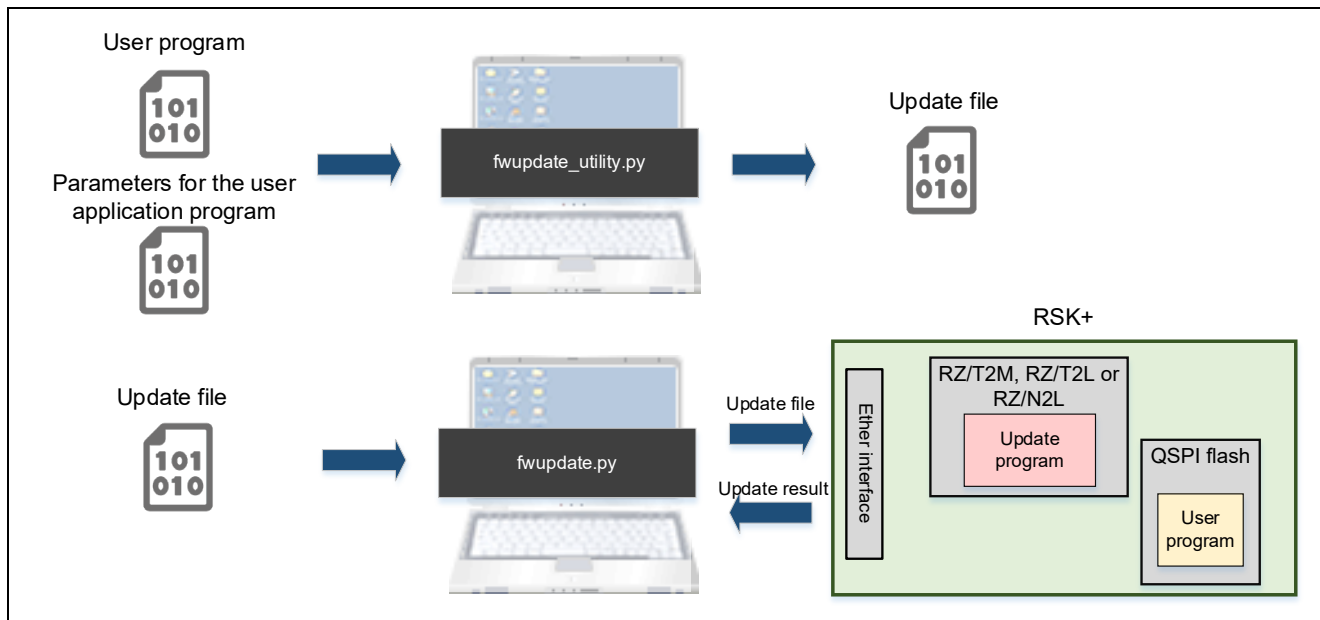 User program
101
010
Parameters for the user
application program
101
010
fwupdate_utility.py
Update file
101
010
Update file
101
010
fwupdate.py
Update file
Update result
RSK+
Ether interface
RZ/T2M, RZ/T2L or
RZ/N2L
Update
program
QSPI flash
User
program